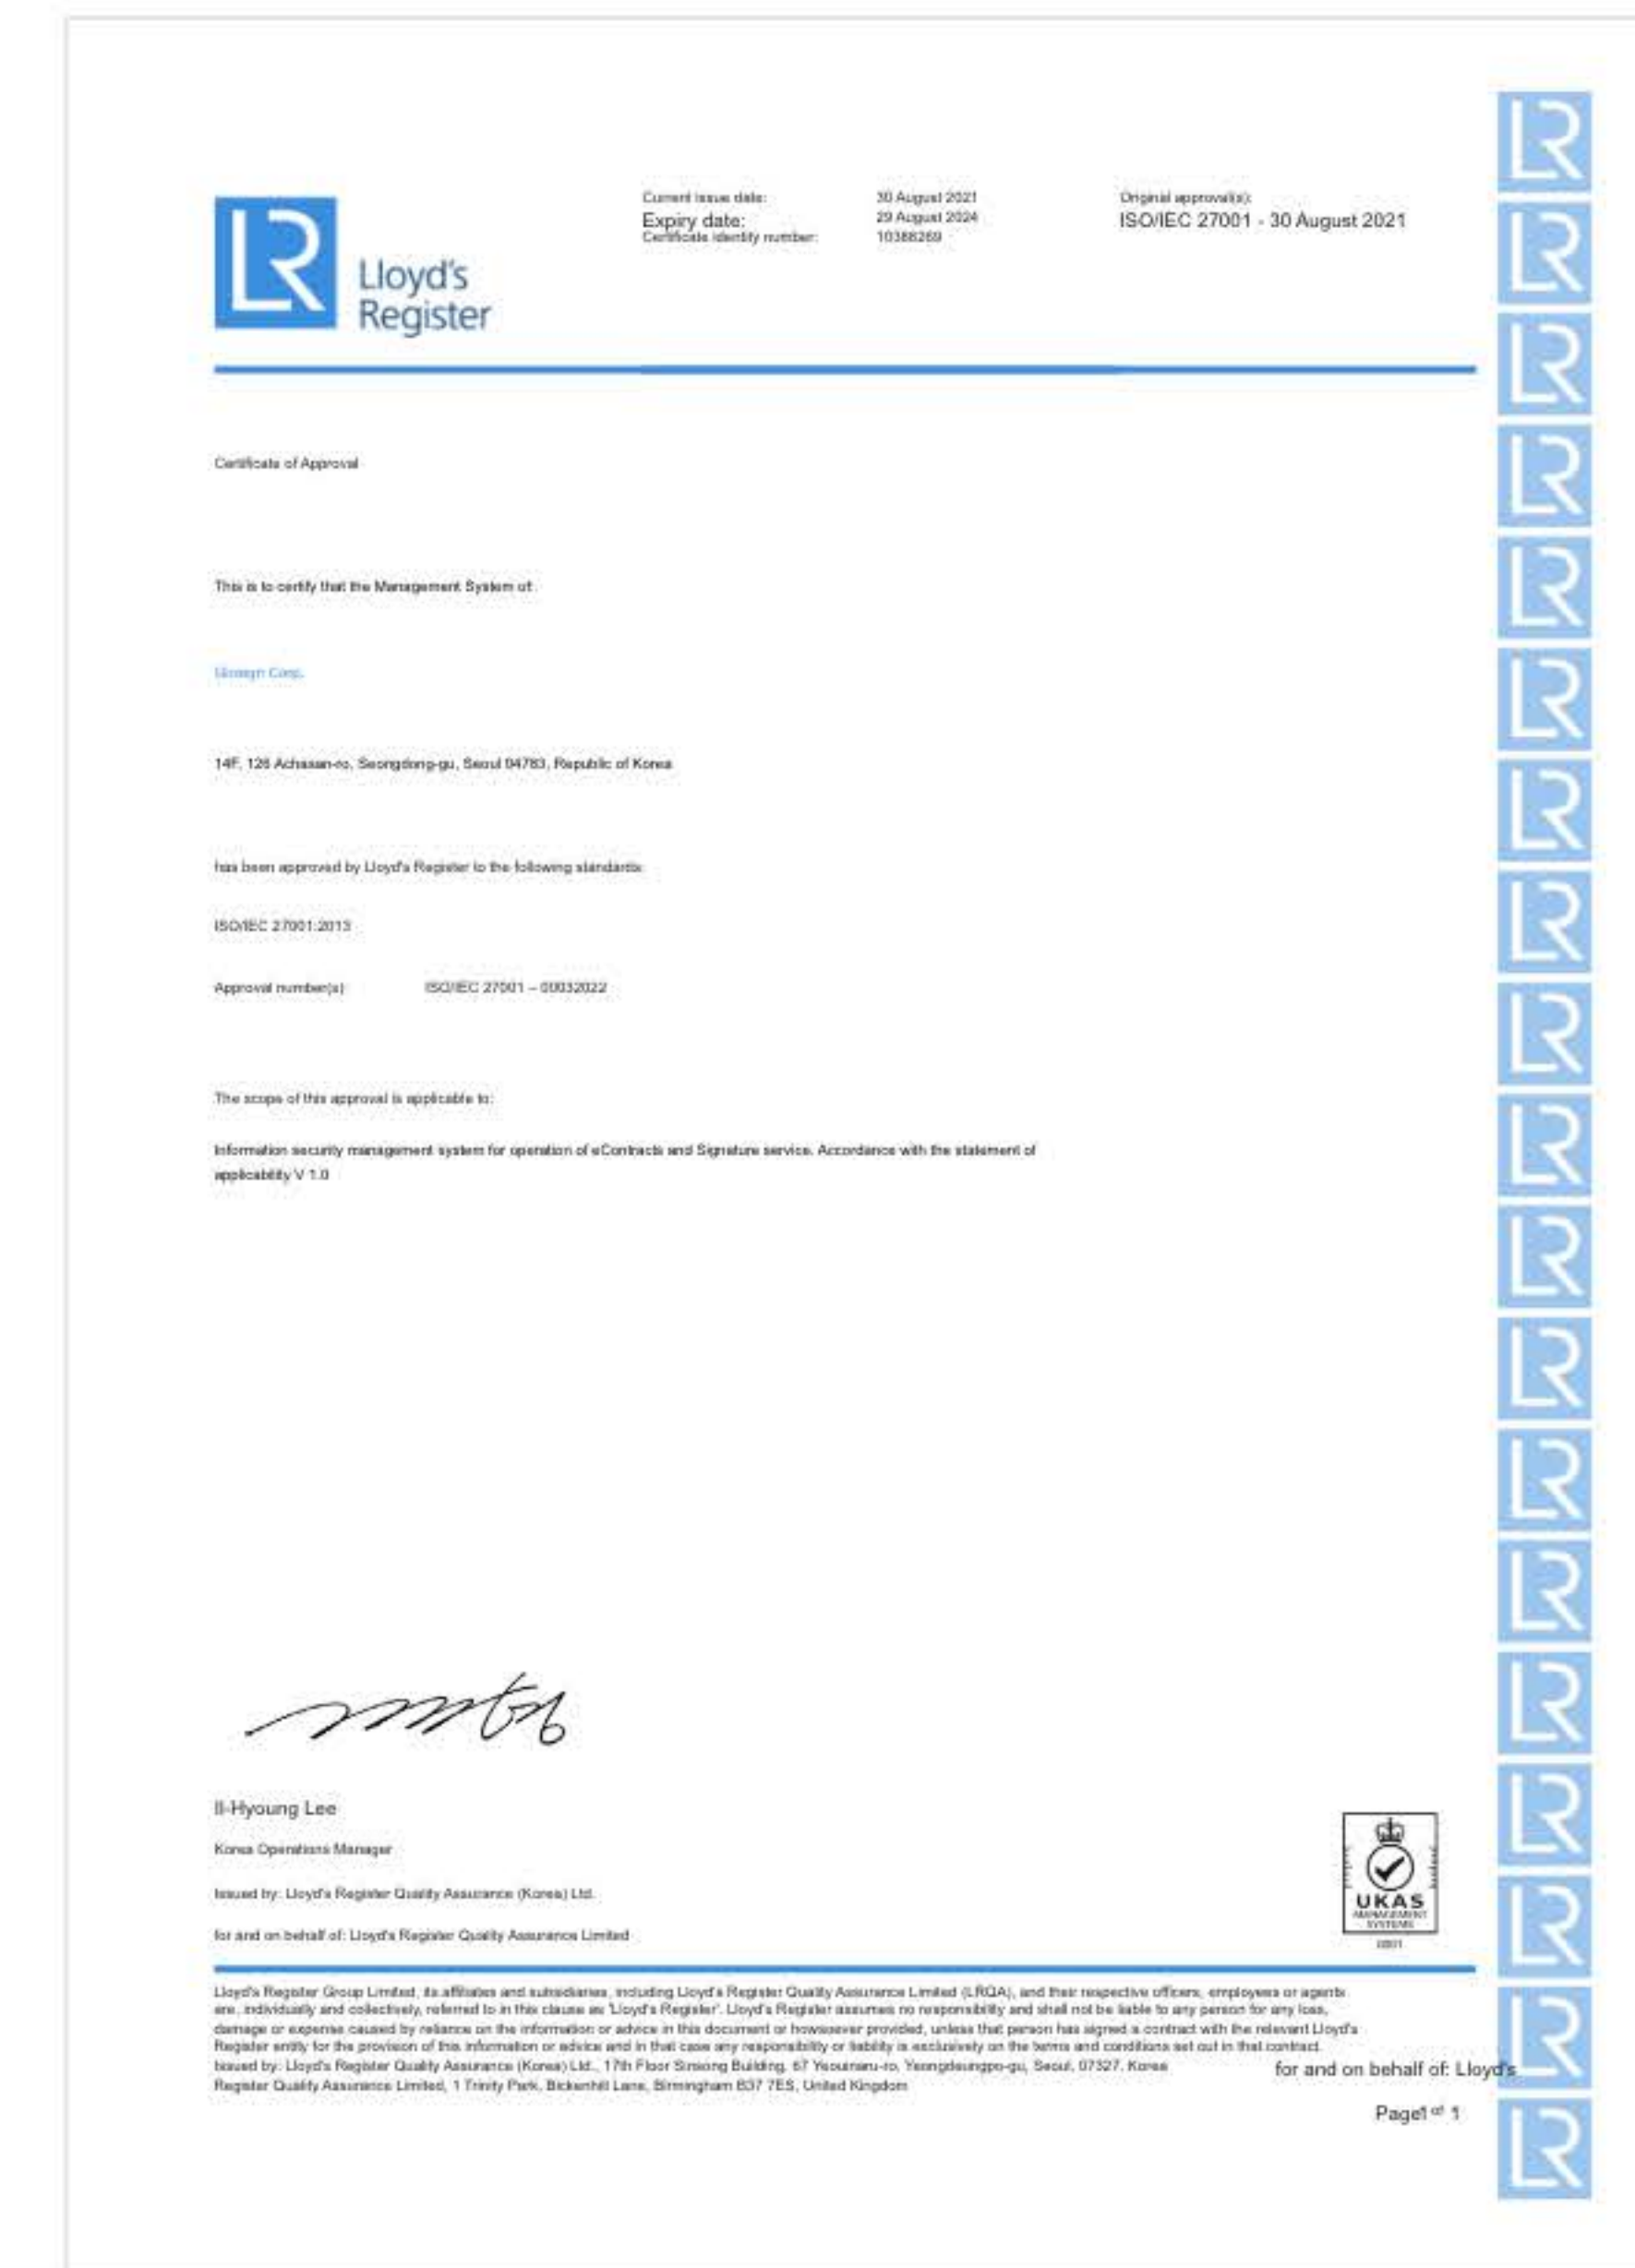 Lloyd's
Register
Current issue date: 30 August 2021
Expiry date: 29 August 2024
Certificate identity number: 10388269
Original approval(s):
ISO/IEC 27001 - 30 August 2021
Certificate of Approval
This is to certify that the Management System of:
Corp.
14F, 126 Achasan-ro, Seongdong-gu, Seoul 04783, Republic of Korea
has been approved by Lloyd's Register to the following standards:
ISO/IEC 27001:2013
Approval number(s): ISO/IEC 27001 – 00032022
The scope of this approval is applicable to:
Information security management system for operation of eContracts and Signature service. Accordance with the statement of
applicability V 1.0
Il-Hyoung Lee
Korea Operations Manager
Issued by: Lloyd's Register Quality Assurance (Korea) Ltd.
for and on behalf of: Lloyd's Register Quality Assurance Limited
UKAS
MANAGEMENT
SYSTEMS
0001
Lloyd's Register Group Limited, its affiliates and subsidiaries, including Lloyd's Register Quality Assurance Limited (LRQA), and their respective officers, employees or agents
are, individually and collectively, referred to in this clause as 'Lloyd's Register'. Lloyd's Register assumes no responsibility and shall not be liable to any person for any loss,
damage or expense caused by reliance on the information or advice in this document or howsoever provided, unless that person has signed a contract with the relevant Lloyd's
Register entity for the provision of this information or advice and in that case any responsibility or liability is exclusively on the terms and conditions set out in that contract.
Issued by: Lloyd's Register Quality Assurance (Korea) Ltd., 17th Floor Sinsong Building, 67 Yeouinaru-ro, Yeongdeungpo-gu, Seoul, 07327, Korea for and on behalf of: Lloyd's
Register Quality Assurance Limited, 1 Trinity Park, Bickenhill Lane, Birmingham B37 7ES, United Kingdom
Page1 of 1